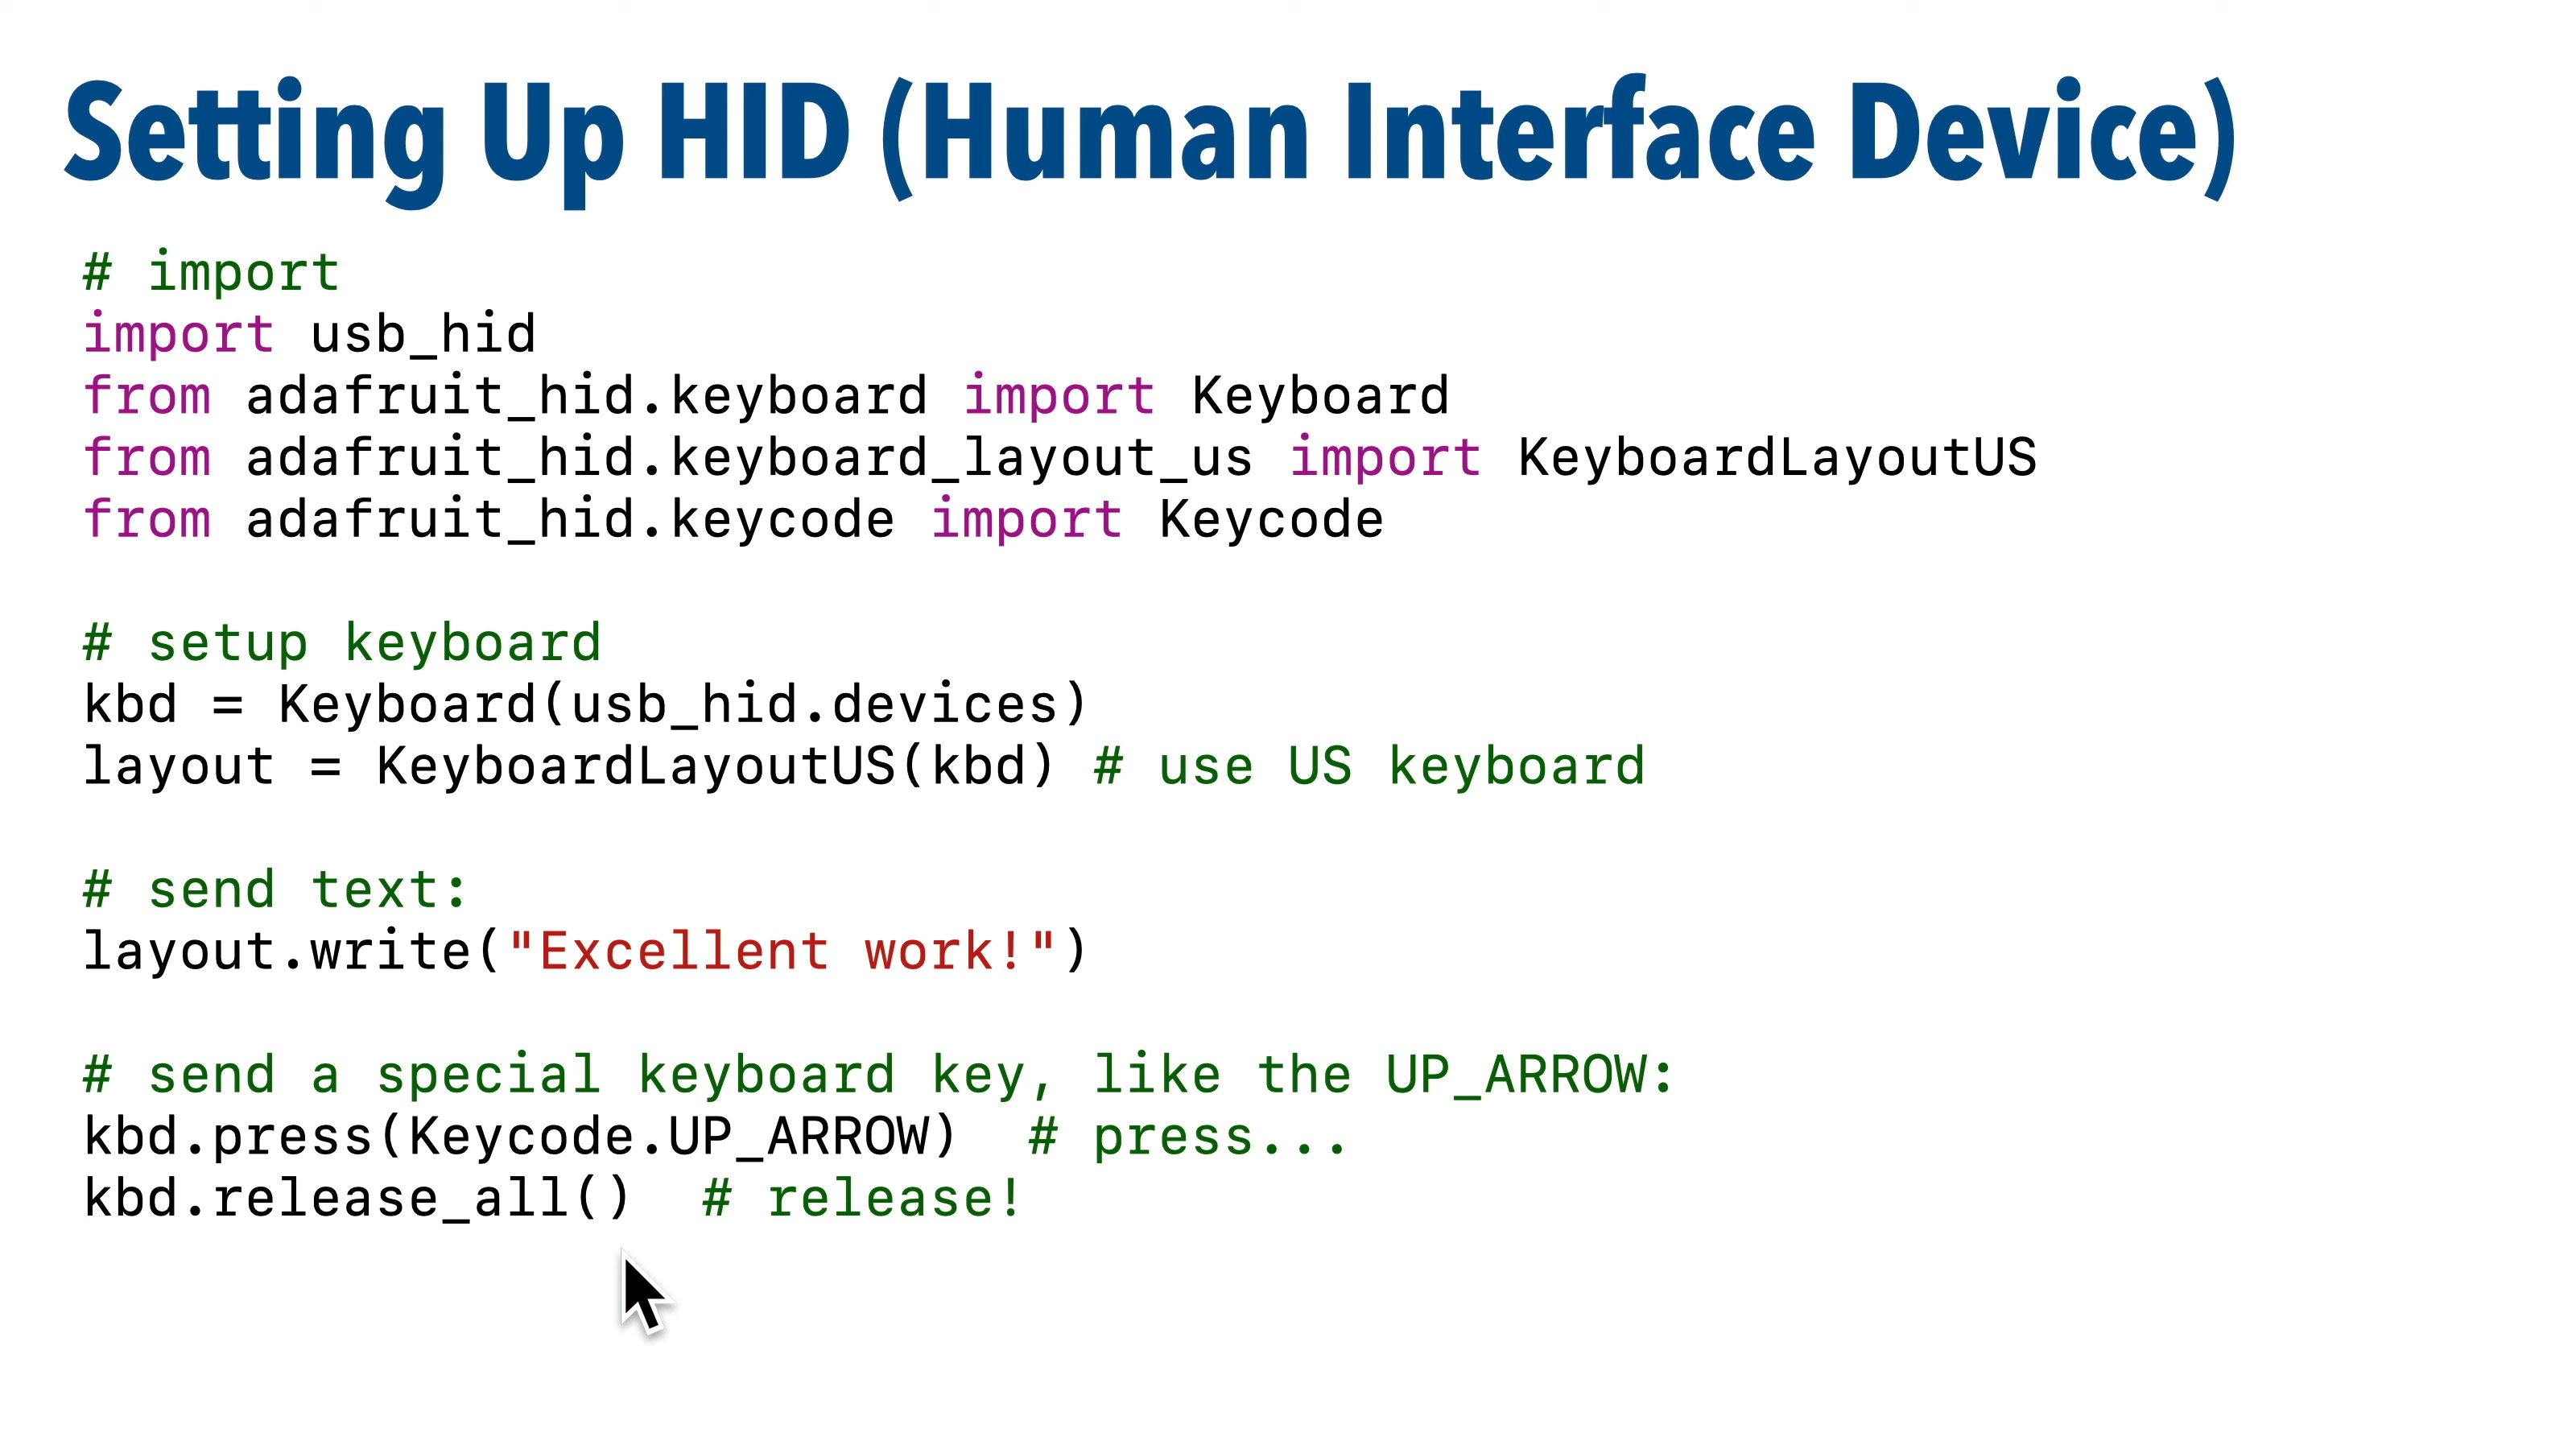 Setting Up HID (Human Interface Device)
# import
import usb_hid
from adafruit_hid.keyboard import Keyboard
from adafruit_hid.keyboard_layout_us import KeyboardLayoutUS
from adafruit_hid.keycode import Keycode
# setup keyboard
kbd = Keyboard(usb_hid.devices)
layout = KeyboardLayoutUS(kbd) # use US keyboard
# send text:
layout.write("Excellent work!")
# send a special keyboard key, like the UP_ARROW:
kbd.press(Keycode.UP_ARROW)  # press...
kbd.release_all()  # release!